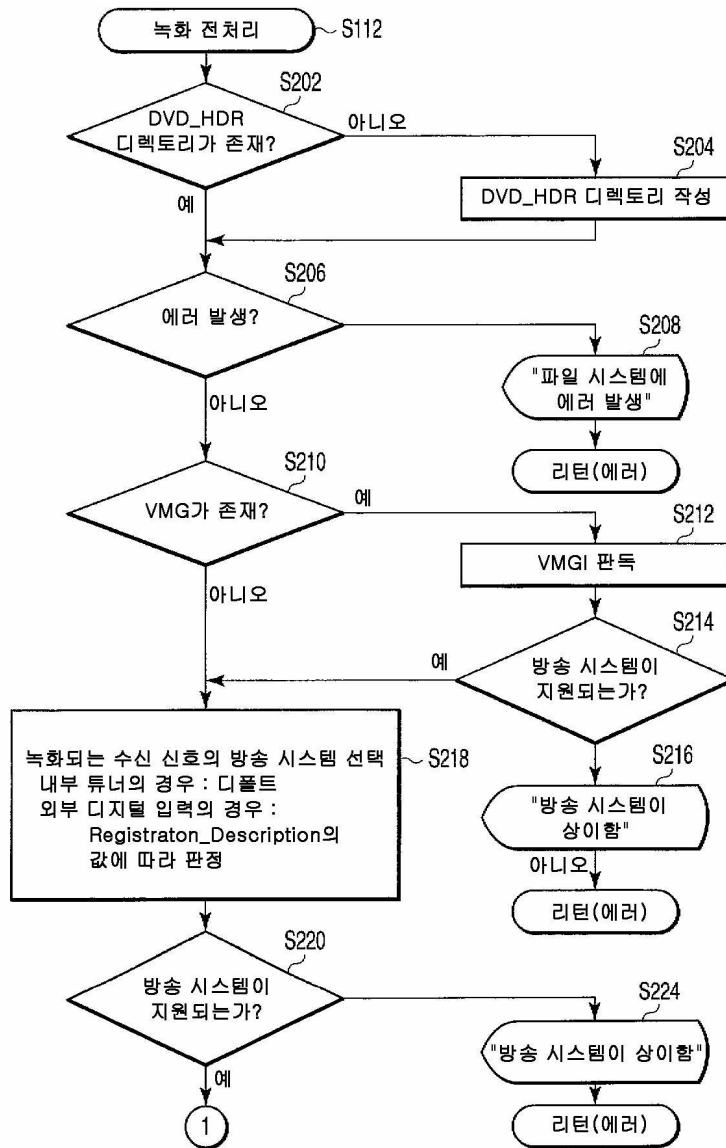 녹화 전처리
S112
S202
DVD_HDR
디렉토리가 존재?
아니오
예
S204
DVD_HDR 디렉토리 작성
S206
에러 발생?
S208
"파일 시스템에
에러 발생"
리턴(에러)
아니오
S210
VMG가 존재?
예
S212
VMGI 판독
아니오
S214
방송 시스템이
지원되는가?
예
녹화되는 수신 신호의 방송 시스템 선택
내부 튜너의 경우 : 디폴트
외부 디지털 입력의 경우 :
Registraton_Description의
값에 따라 판정
S218
S216
"방송 시스템이
상이함"
아니오
리턴(에러)
S220
방송 시스템이
지원되는가?
S224
"방송 시스템이 상이함"
예
리턴(에러)
1